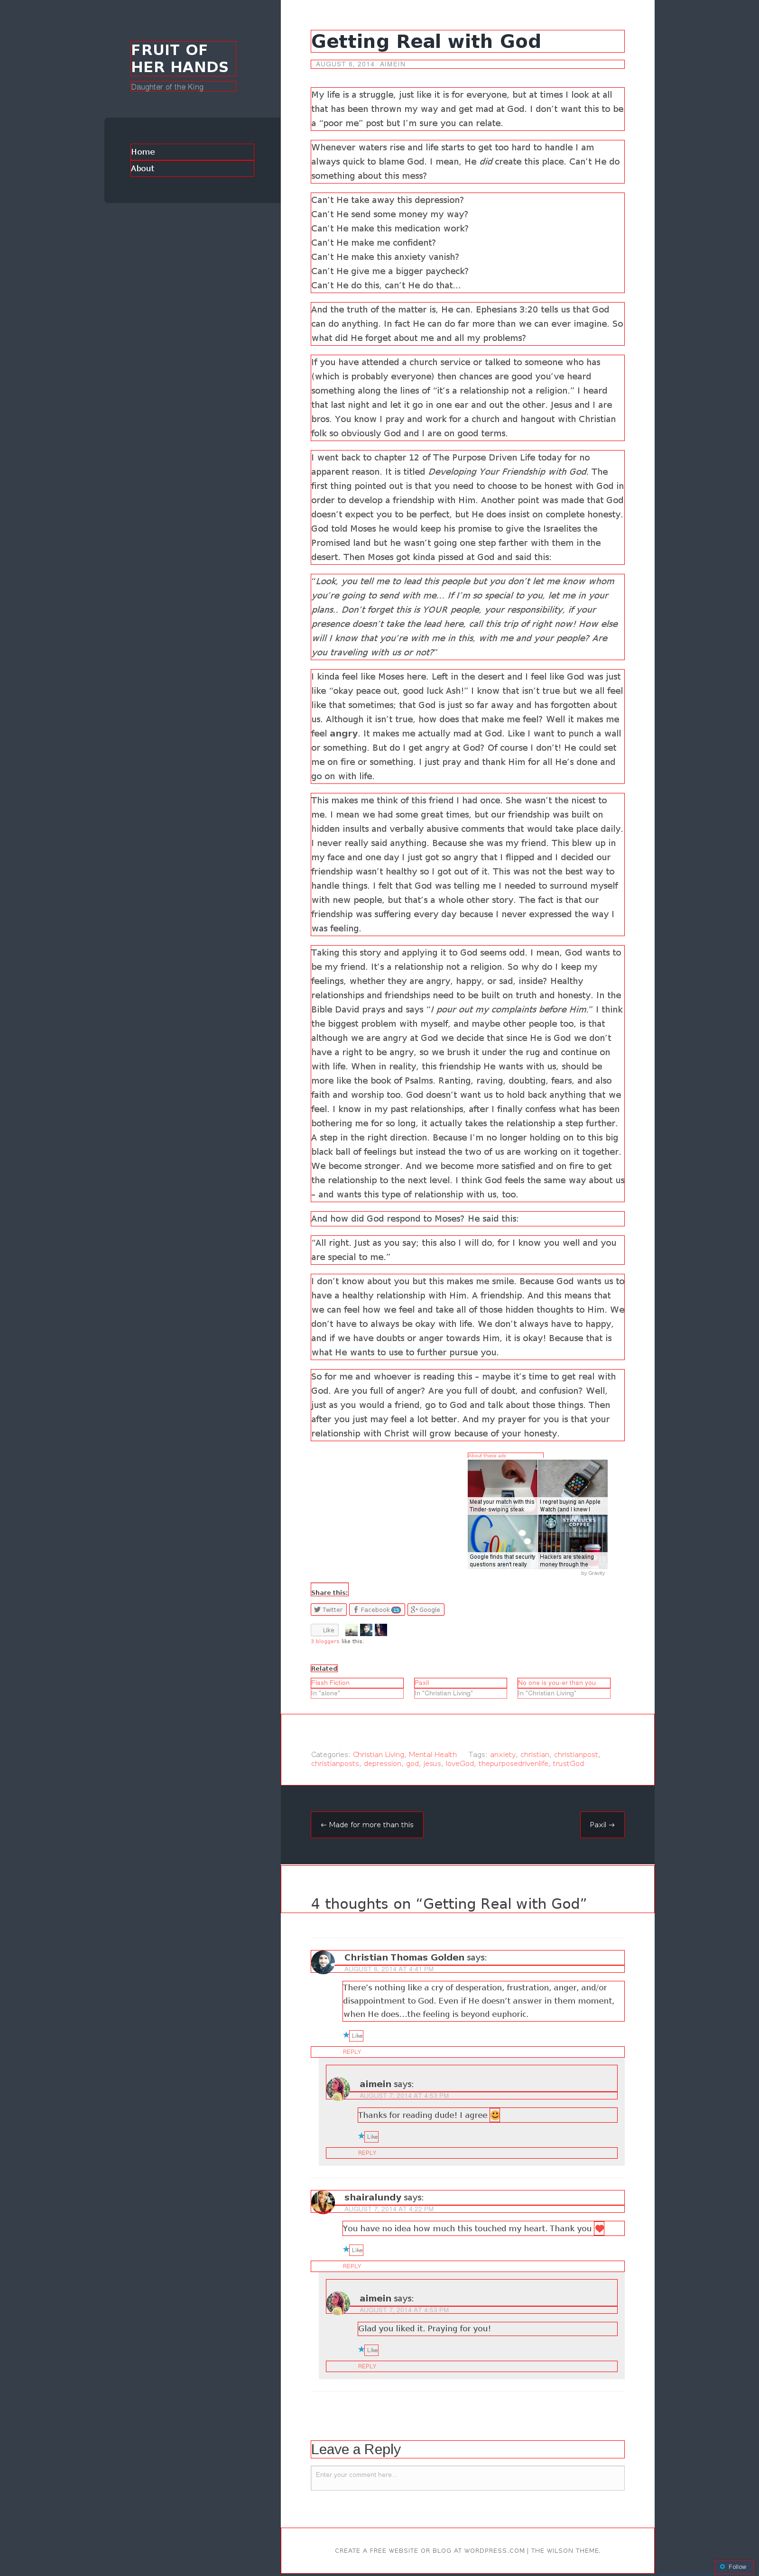 FRUIT OF
HER HANDS
Daughter of the King
Home
About
Getting Real with God
AUGUST 6, 2014 AIMEIN
My life is a struggle, just like it is for everyone, but at times I look at all
that has been thrown my way and get mad at God. I don’t want this to be
a “poor me” post but I’m sure you can relate.
Whenever waters rise and life starts to get too hard to handle I am
always quick to blame God. I mean, He did create this place. Can’t He do
something about this mess?
Can’t He take away this depression?
Can’t He send some money my way?
Can’t He make this medication work?
Can’t He make me confident?
Can’t He make this anxiety vanish?
Can’t He give me a bigger paycheck?
Can’t He do this, can’t He do that…
And the truth of the matter is, He can. Ephesians 3:20 tells us that God
can do anything. In fact He can do far more than we can ever imagine. So
what did He forget about me and all my problems?
If you have attended a church service or talked to someone who has
(which is probably everyone) then chances are good you’ve heard
something along the lines of “it’s a relationship not a religion.” I heard
that last night and let it go in one ear and out the other. Jesus and I are
bros. You know I pray and work for a church and hangout with Christian
folk so obviously God and I are on good terms.
I went back to chapter 12 of The Purpose Driven Life today for no
apparent reason. It is titled Developing Your Friendship with God. The
first thing pointed out is that you need to choose to be honest with God in
order to develop a friendship with Him. Another point was made that God
doesn’t expect you to be perfect, but He does insist on complete honesty.
God told Moses he would keep his promise to give the Israelites the
Promised land but he wasn’t going one step farther with them in the
desert. Then Moses got kinda pissed at God and said this:
“Look, you tell me to lead this people but you don’t let me know whom
you’re going to send with me… If I’m so special to you, let me in your
plans.. Don’t forget this is YOUR people, your responsibility, if your
presence doesn’t take the lead here, call this trip of right now! How else
will I know that you’re with me in this, with me and your people? Are
you traveling with us or not?”
I kinda feel like Moses here. Left in the desert and I feel like God was just
like “okay peace out, good luck Ash!” I know that isn’t true but we all feel
like that sometimes; that God is just so far away and has forgotten about
us. Although it isn’t true, how does that make me feel? Well it makes me
feel angry. It makes me actually mad at God. Like I want to punch a wall
or something. But do I get angry at God? Of course I don’t! He could set
me on fire or something. I just pray and thank Him for all He’s done and
go on with life.
This makes me think of this friend I had once. She wasn’t the nicest to
me. I mean we had some great times, but our friendship was built on
hidden insults and verbally abusive comments that would take place daily.
I never really said anything. Because she was my friend. This blew up in
my face and one day I just got so angry that I flipped and I decided our
friendship wasn’t healthy so I got out of it. This was not the best way to
handle things. I felt that God was telling me I needed to surround myself
with new people, but that’s a whole other story. The fact is that our
friendship was suffering every day because I never expressed the way I
was feeling.
Taking this story and applying it to God seems odd. I mean, God wants to
be my friend. It’s a relationship not a religion. So why do I keep my
feelings, whether they are angry, happy, or sad, inside? Healthy
relationships and friendships need to be built on truth and honesty. In the
Bible David prays and says “I pour out my complaints before Him.” I think
the biggest problem with myself, and maybe other people too, is that
although we are angry at God we decide that since He is God we don’t
have a right to be angry, so we brush it under the rug and continue on
with life. When in reality, this friendship He wants with us, should be
more like the book of Psalms. Ranting, raving, doubting, fears, and also
faith and worship too. God doesn’t want us to hold back anything that we
feel. I know in my past relationships, after I finally confess what has been
bothering me for so long, it actually takes the relationship a step further.
A step in the right direction. Because I’m no longer holding on to this big
black ball of feelings but instead the two of us are working on it together.
We become stronger. And we become more satisfied and on fire to get
the relationship to the next level. I think God feels the same way about us
– and wants this type of relationship with us, too.
And how did God respond to Moses? He said this:
“All right. Just as you say; this also I will do, for I know you well and you
are special to me.”
I don’t know about you but this makes me smile. Because God wants us to
have a healthy relationship with Him. A friendship. And this means that
we can feel how we feel and take all of those hidden thoughts to Him. We
don’t have to always be okay with life. We don’t always have to happy,
and if we have doubts or anger towards Him, it is okay! Because that is
what He wants to use to further pursue you.
So for me and whoever is reading this – maybe it’s time to get real with
God. Are you full of anger? Are you full of doubt, and confusion? Well,
just as you would a friend, go to God and talk about those things. Then
after you just may feel a lot better. And my prayer for you is that your
relationship with Christ will grow because of your honesty.
About these ads
Meat your match with this
Tinder-swiping steak
I regret buying an Apple
Watch (and I knew I
Google finds that security
questions aren't really
Hackers are stealing
money through the
by Gravity
Share this:
Twitter Facebook 15 Google
Like
3 bloggers like this.
Related
Flash Fiction
In "alone"
Paxil
In "Christian Living"
No one is you-er than you
In "Christian Living"
Categories: Christian Living, Mental Health Tags: anxiety, christian, christianpost,
christianposts, depression, god, jesus, loveGod, thepurposedrivenlife, trustGod
← Made for more than this
Paxil →
4 thoughts on “Getting Real with God”
Christian Thomas Golden says:
AUGUST 6, 2014 AT 4:41 PM
There’s nothing like a cry of desperation, frustration, anger, and/or
disappointment to God. Even if He doesn’t answer in them moment,
when He does…the feeling is beyond euphoric.
Like
REPLY
aimein says:
AUGUST 7, 2014 AT 4:53 PM
Thanks for reading dude! I agree
Like
REPLY
shairalundy says:
AUGUST 7, 2014 AT 4:22 PM
You have no idea how much this touched my heart. Thank you
Like
REPLY
aimein says:
AUGUST 7, 2014 AT 4:53 PM
Glad you liked it. Praying for you!
Like
REPLY
Leave a Reply
Enter your comment here...
CREATE A FREE WEBSITE OR BLOG AT WORDPRESS.COM | THE WILSON THEME.
Follow